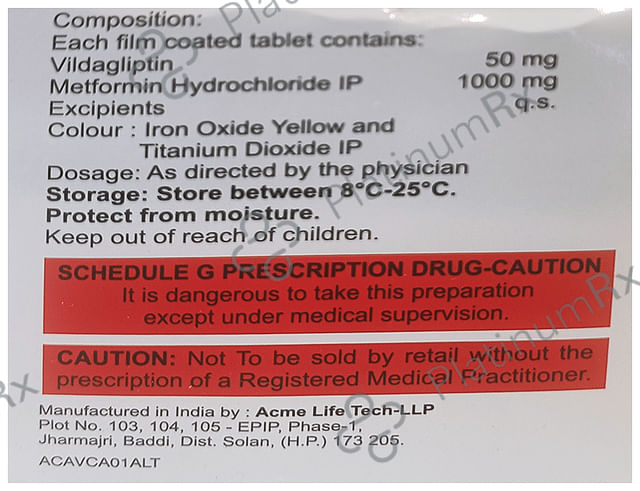 Composition:
Each film coated tablet contains:
Vildagliptin 50 mg
Metformin Hydrochloride IP 1000 mg
Excipients q.s.
Colour : Iron Oxide Yellow and
Titanium Dioxide IP
Dosage: As directed by the physician
Storage: Store between 8°C-25°C.
Protect from moisture.
Keep out of reach of children.
SCHEDULE G PRESCRIPTION DRUG-CAUTION
It is dangerous to take this preparation
except under medical supervision.
CAUTION: Not To be sold by retail without the
prescription of a Registered Medical Practitioner.
Manufactured in India by : Acme Life Tech-LLP
Plot No. 103, 104, 105 - EPIP, Phase-1,
Jharmajri, Baddi, Dist. Solan, (H.P.) 173 205.
ACAVCA01ALT
PlatinumRx
PlatinumRx
PlatinumRx
Rx